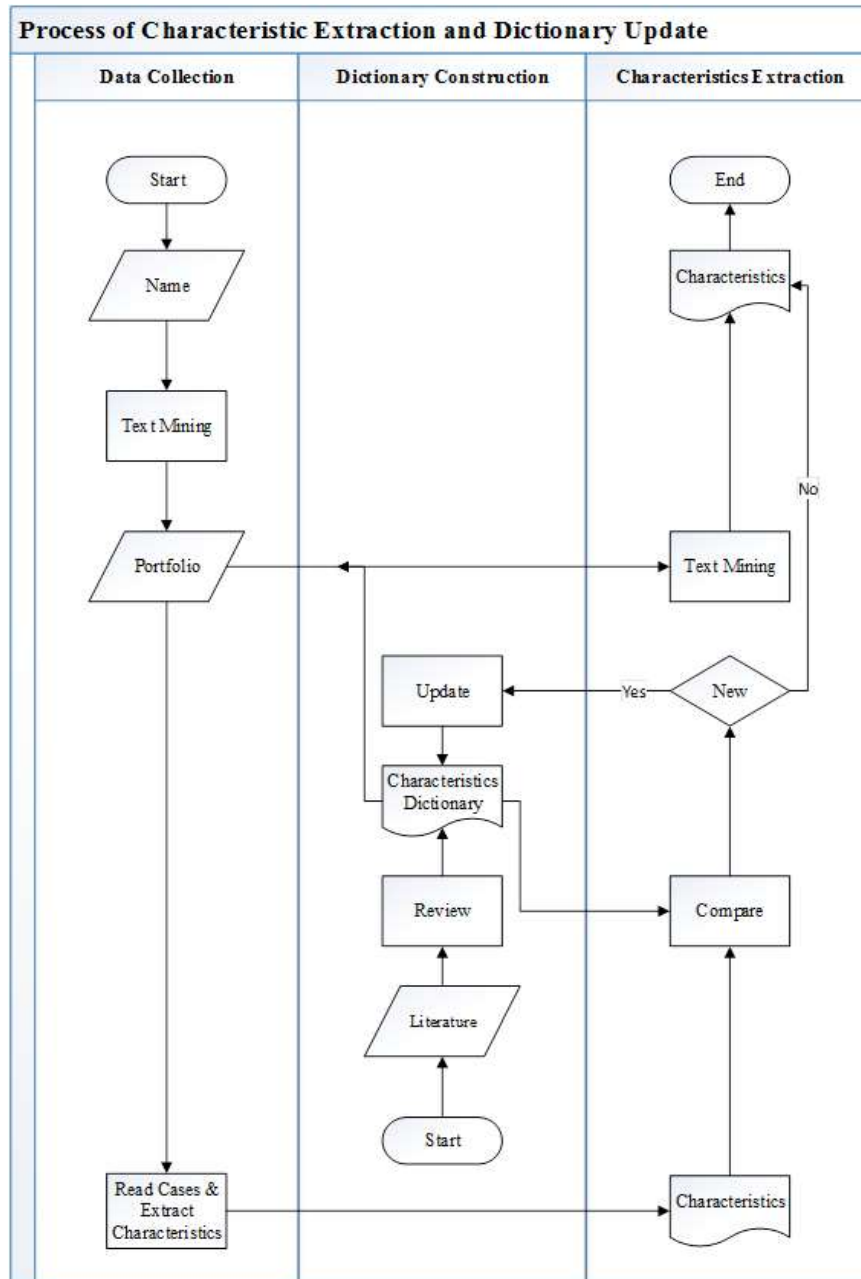 Process of Characteristic Extraction and Dictionary Update
Data Collection
Dictionary Construction
Characteristics Extraction
Start
End
Name
Characteristics
Text Mining
No
Portfolio
Text Mining
Update
Yes
New
Characteristics
Dictionary
Review
Compare
Literature
Start
Read Cases &
Extract
Characteristics
Characteristics